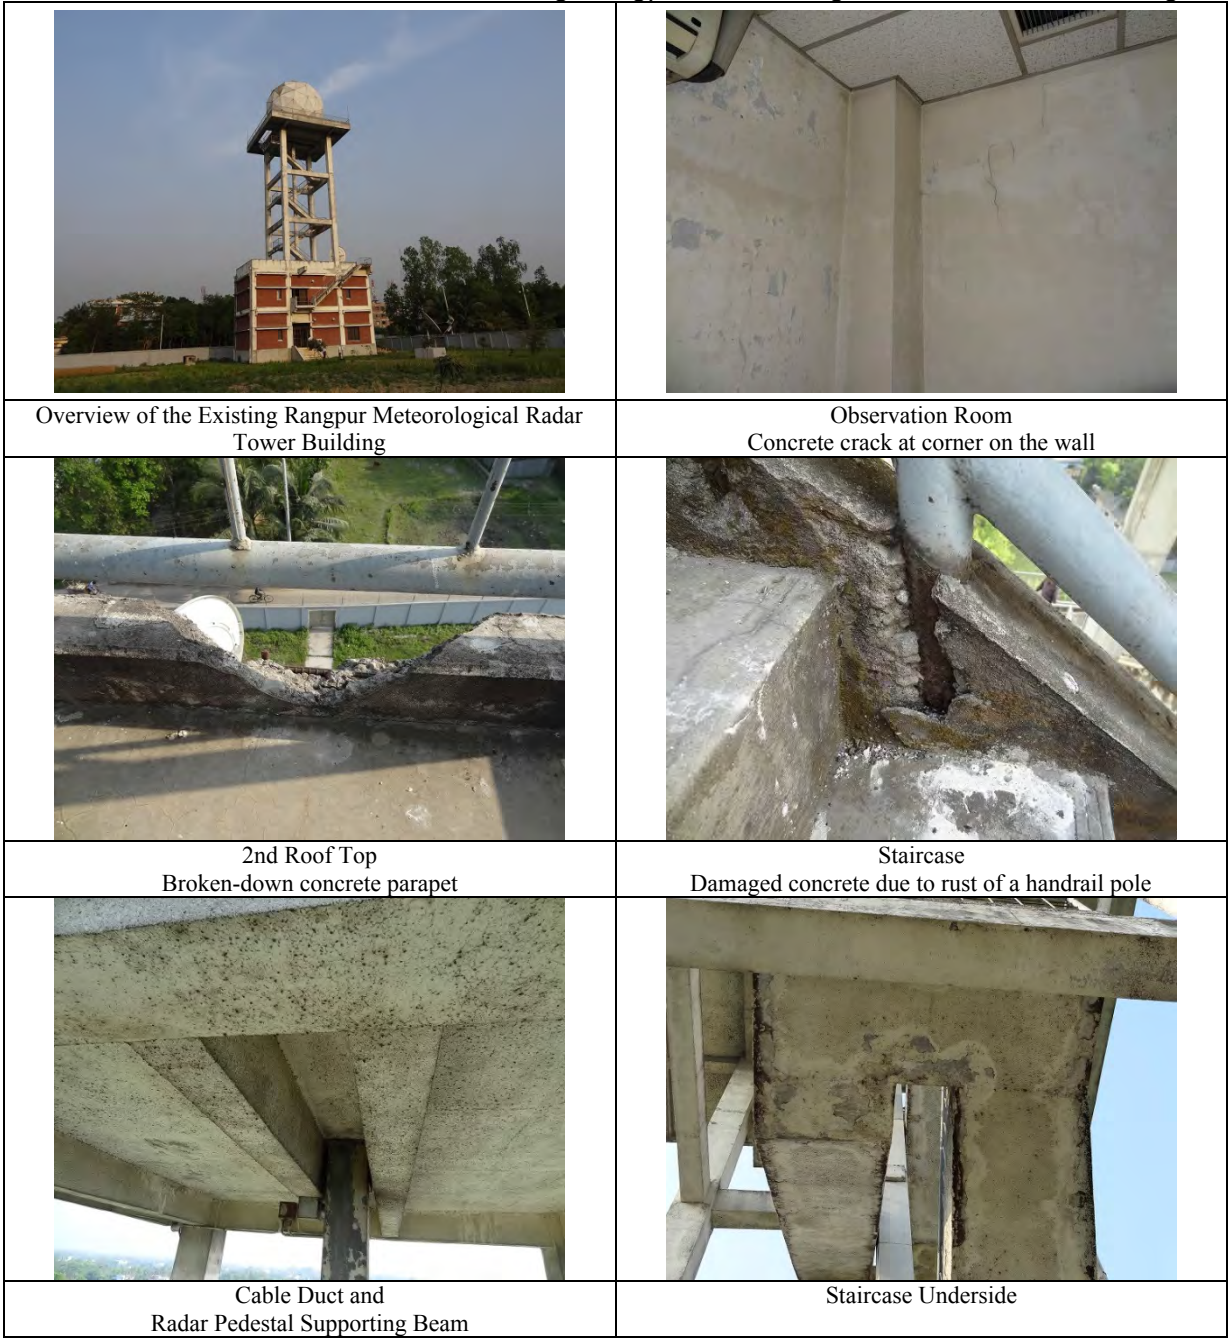 Overview of the Existing Rangpur Meteorological Radar
Tower Building
Observation Room
Concrete crack at corner on the wall
2nd Roof Top
Broken-down concrete parapet
Staircase
Damaged concrete due to rust of a handrail pole
Cable Duct and
Radar Pedestal Supporting Beam
Staircase Underside